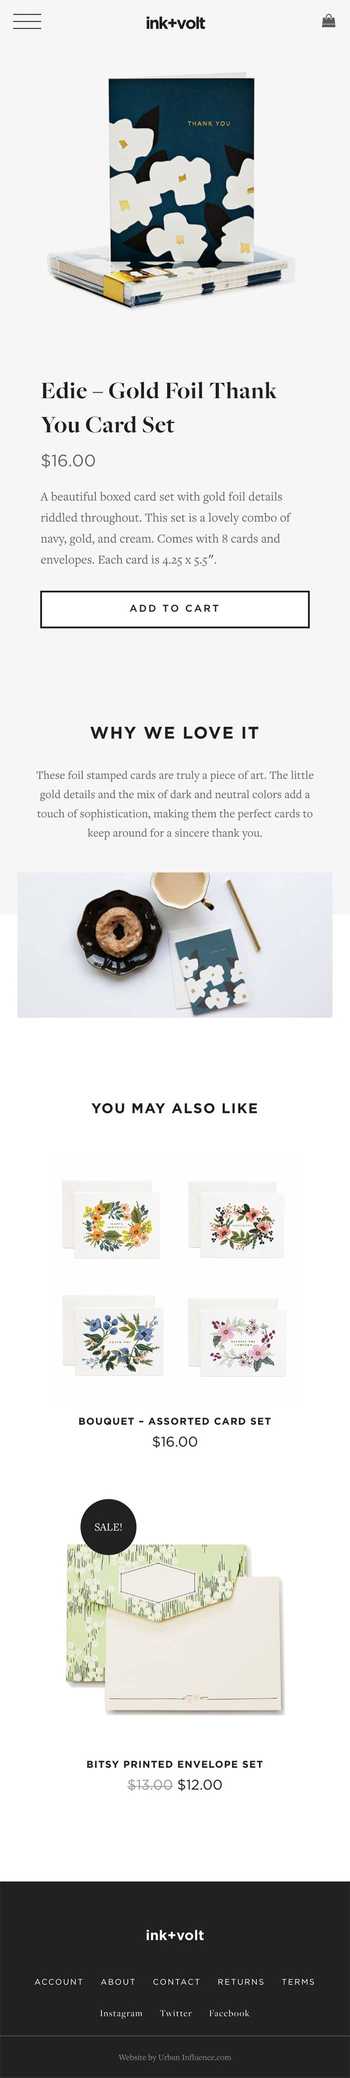 ink+volt
THANK YOU
Edie – Gold Foil Thank
You Card Set
$16.00
A beautiful boxed card set with gold foil details
riddled throughout. This set is a lovely combo of
navy, gold, and cream. Comes with 8 cards and
envelopes. Each card is 4.25 x 5.5″.
ADD TO CART
WHY WE LOVE IT
These foil stamped cards are truly a piece of art. The little
gold details and the mix of dark and neutral colors add a
touch of sophistication, making them the perfect cards to
keep around for a sincere thank you.
YOU MAY ALSO LIKE
BOUQUET – ASSORTED CARD SET
$16.00
SALE!
BITSY PRINTED ENVELOPE SET
$13.00 $12.00
ink+volt
ACCOUNT ABOUT CONTACT RETURNS TERMS
Instagram Twitter Facebook
Website by Urban Influence.com